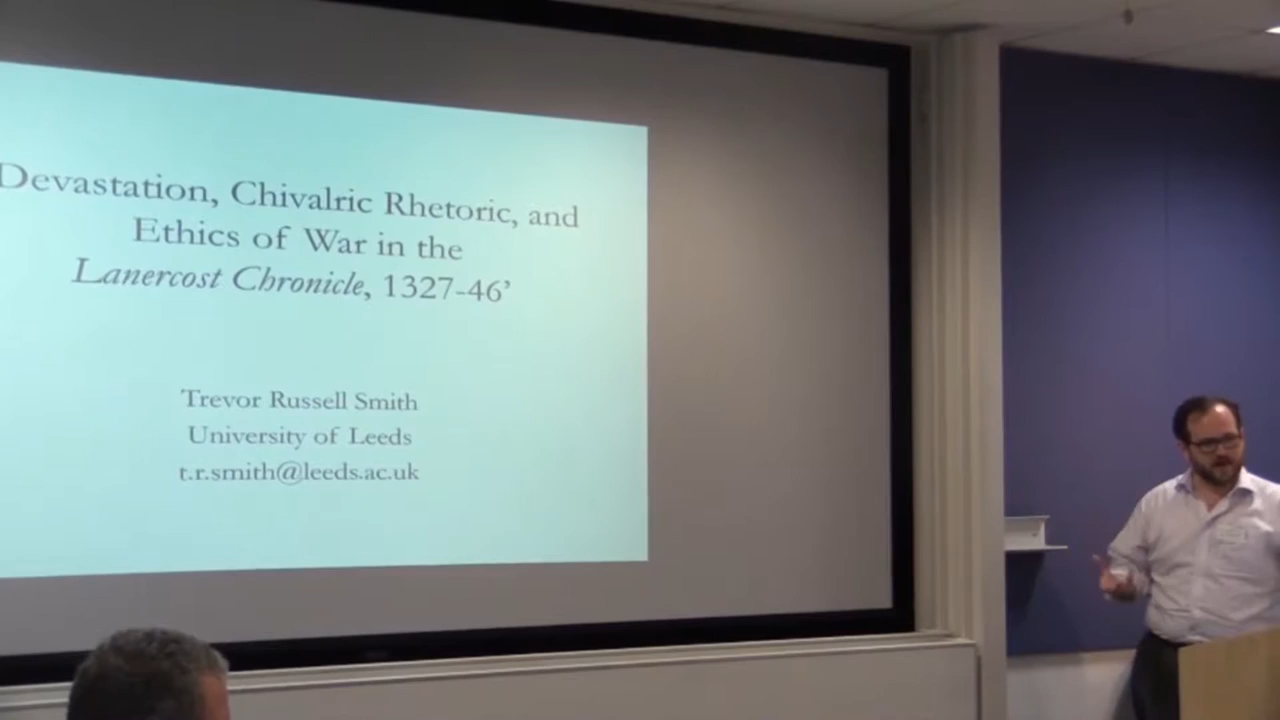 Devastation, Chivalric Rhetoric, and
Ethics of War in the
Lanercost Chronicle, 1327-46’
Trevor Russell Smith
University of Leeds
t.r.smith@leeds.ac.uk